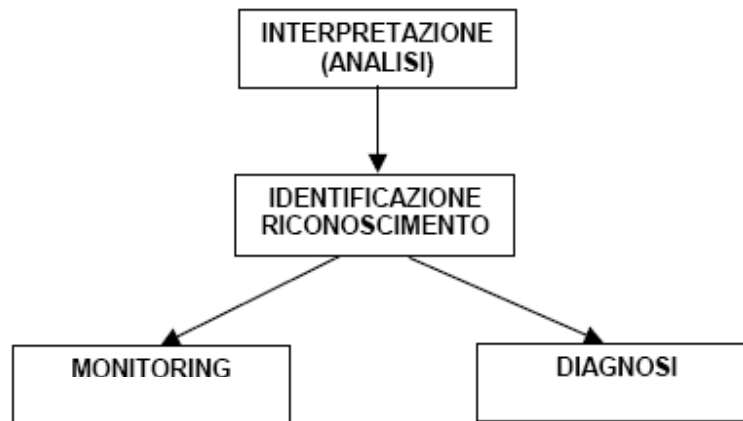 INTERPRETAZIONE
(ANALISI)
IDENTIFICAZIONE
RICONOSCIMENTO
MONITORING
DIAGNOSI